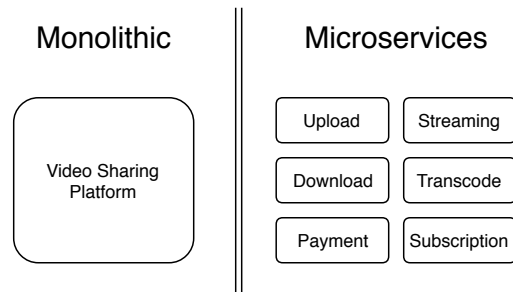 Monolithic
Video Sharing
Platform
Microservices
Upload
Streaming
Download
Transcode
Payment
Subscription